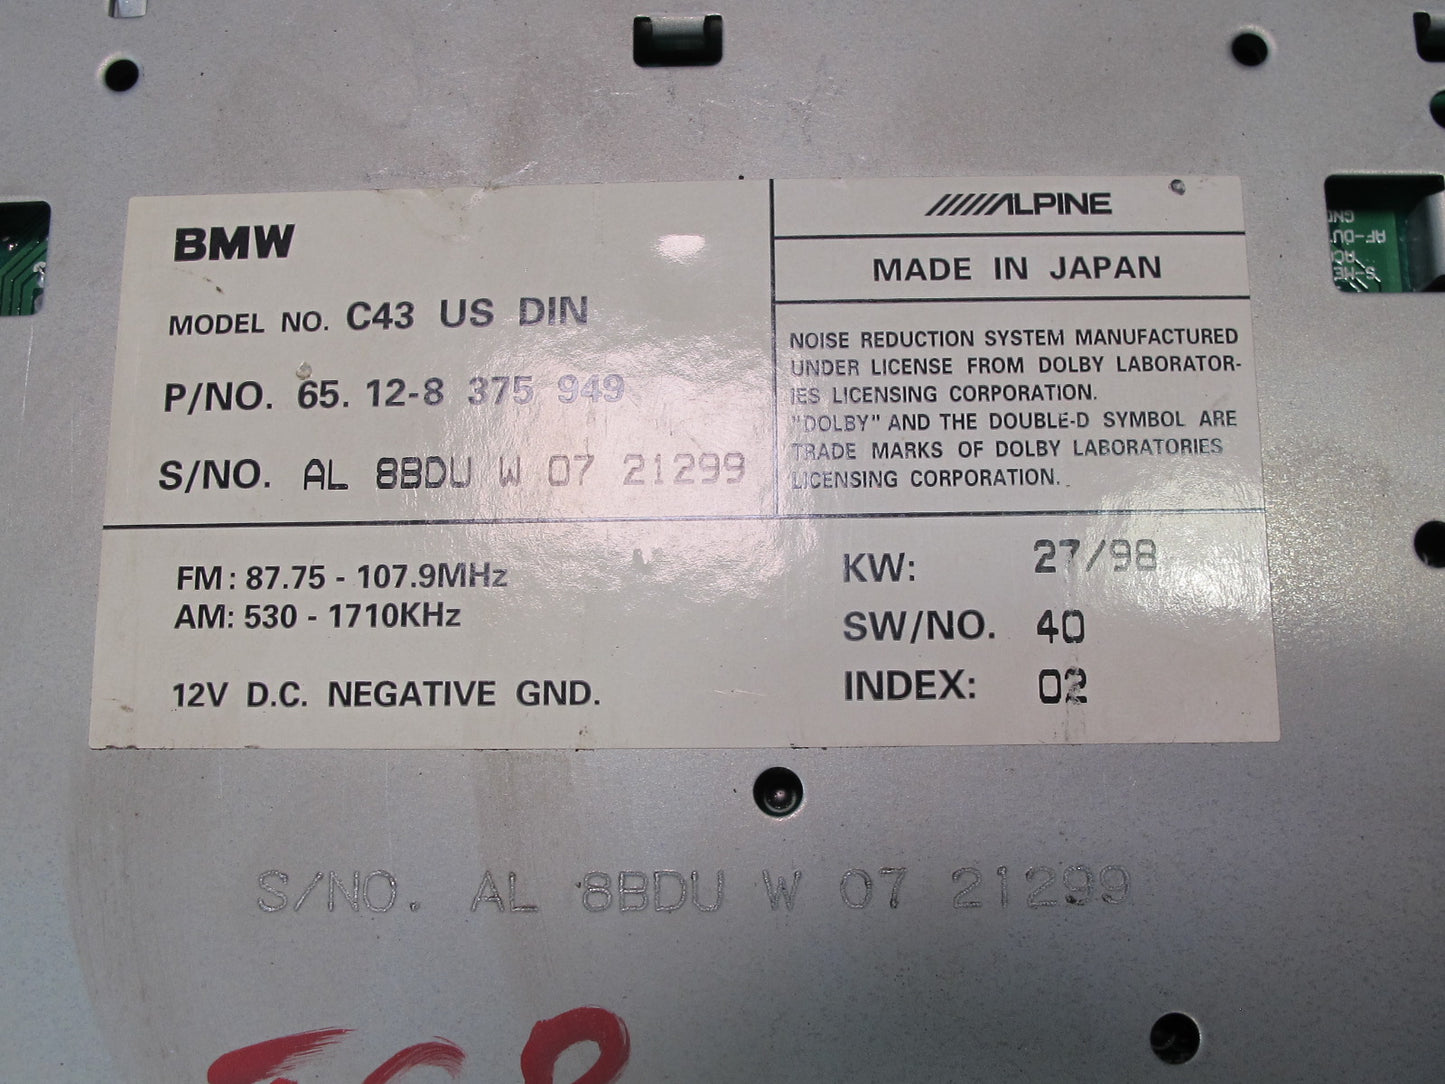 BMW
MODEL NO. C43 US DIN
P/NO. 65. 12-8 375 949
S/NO. AL 8BDU W 07 21299
ALPINE
MADE IN JAPAN
NOISE REDUCTION SYSTEM MANUFACTURED
UNDER LICENSE FROM DOLBY LABORATOR-
IES LICENSING CORPORATION.
"DOLBY" AND THE DOUBLE-D SYMBOL ARE
TRADE MARKS OF DOLBY LABORATORIES
LICENSING CORPORATION.
FM: 87.75 - 107.9MHz
AM: 530 - 1710KHz
12V D.C. NEGATIVE GND.
KW: 27/98
SW/NO. 40
INDEX: 02
S/NO. AL 8BDU W 07 21299
GND